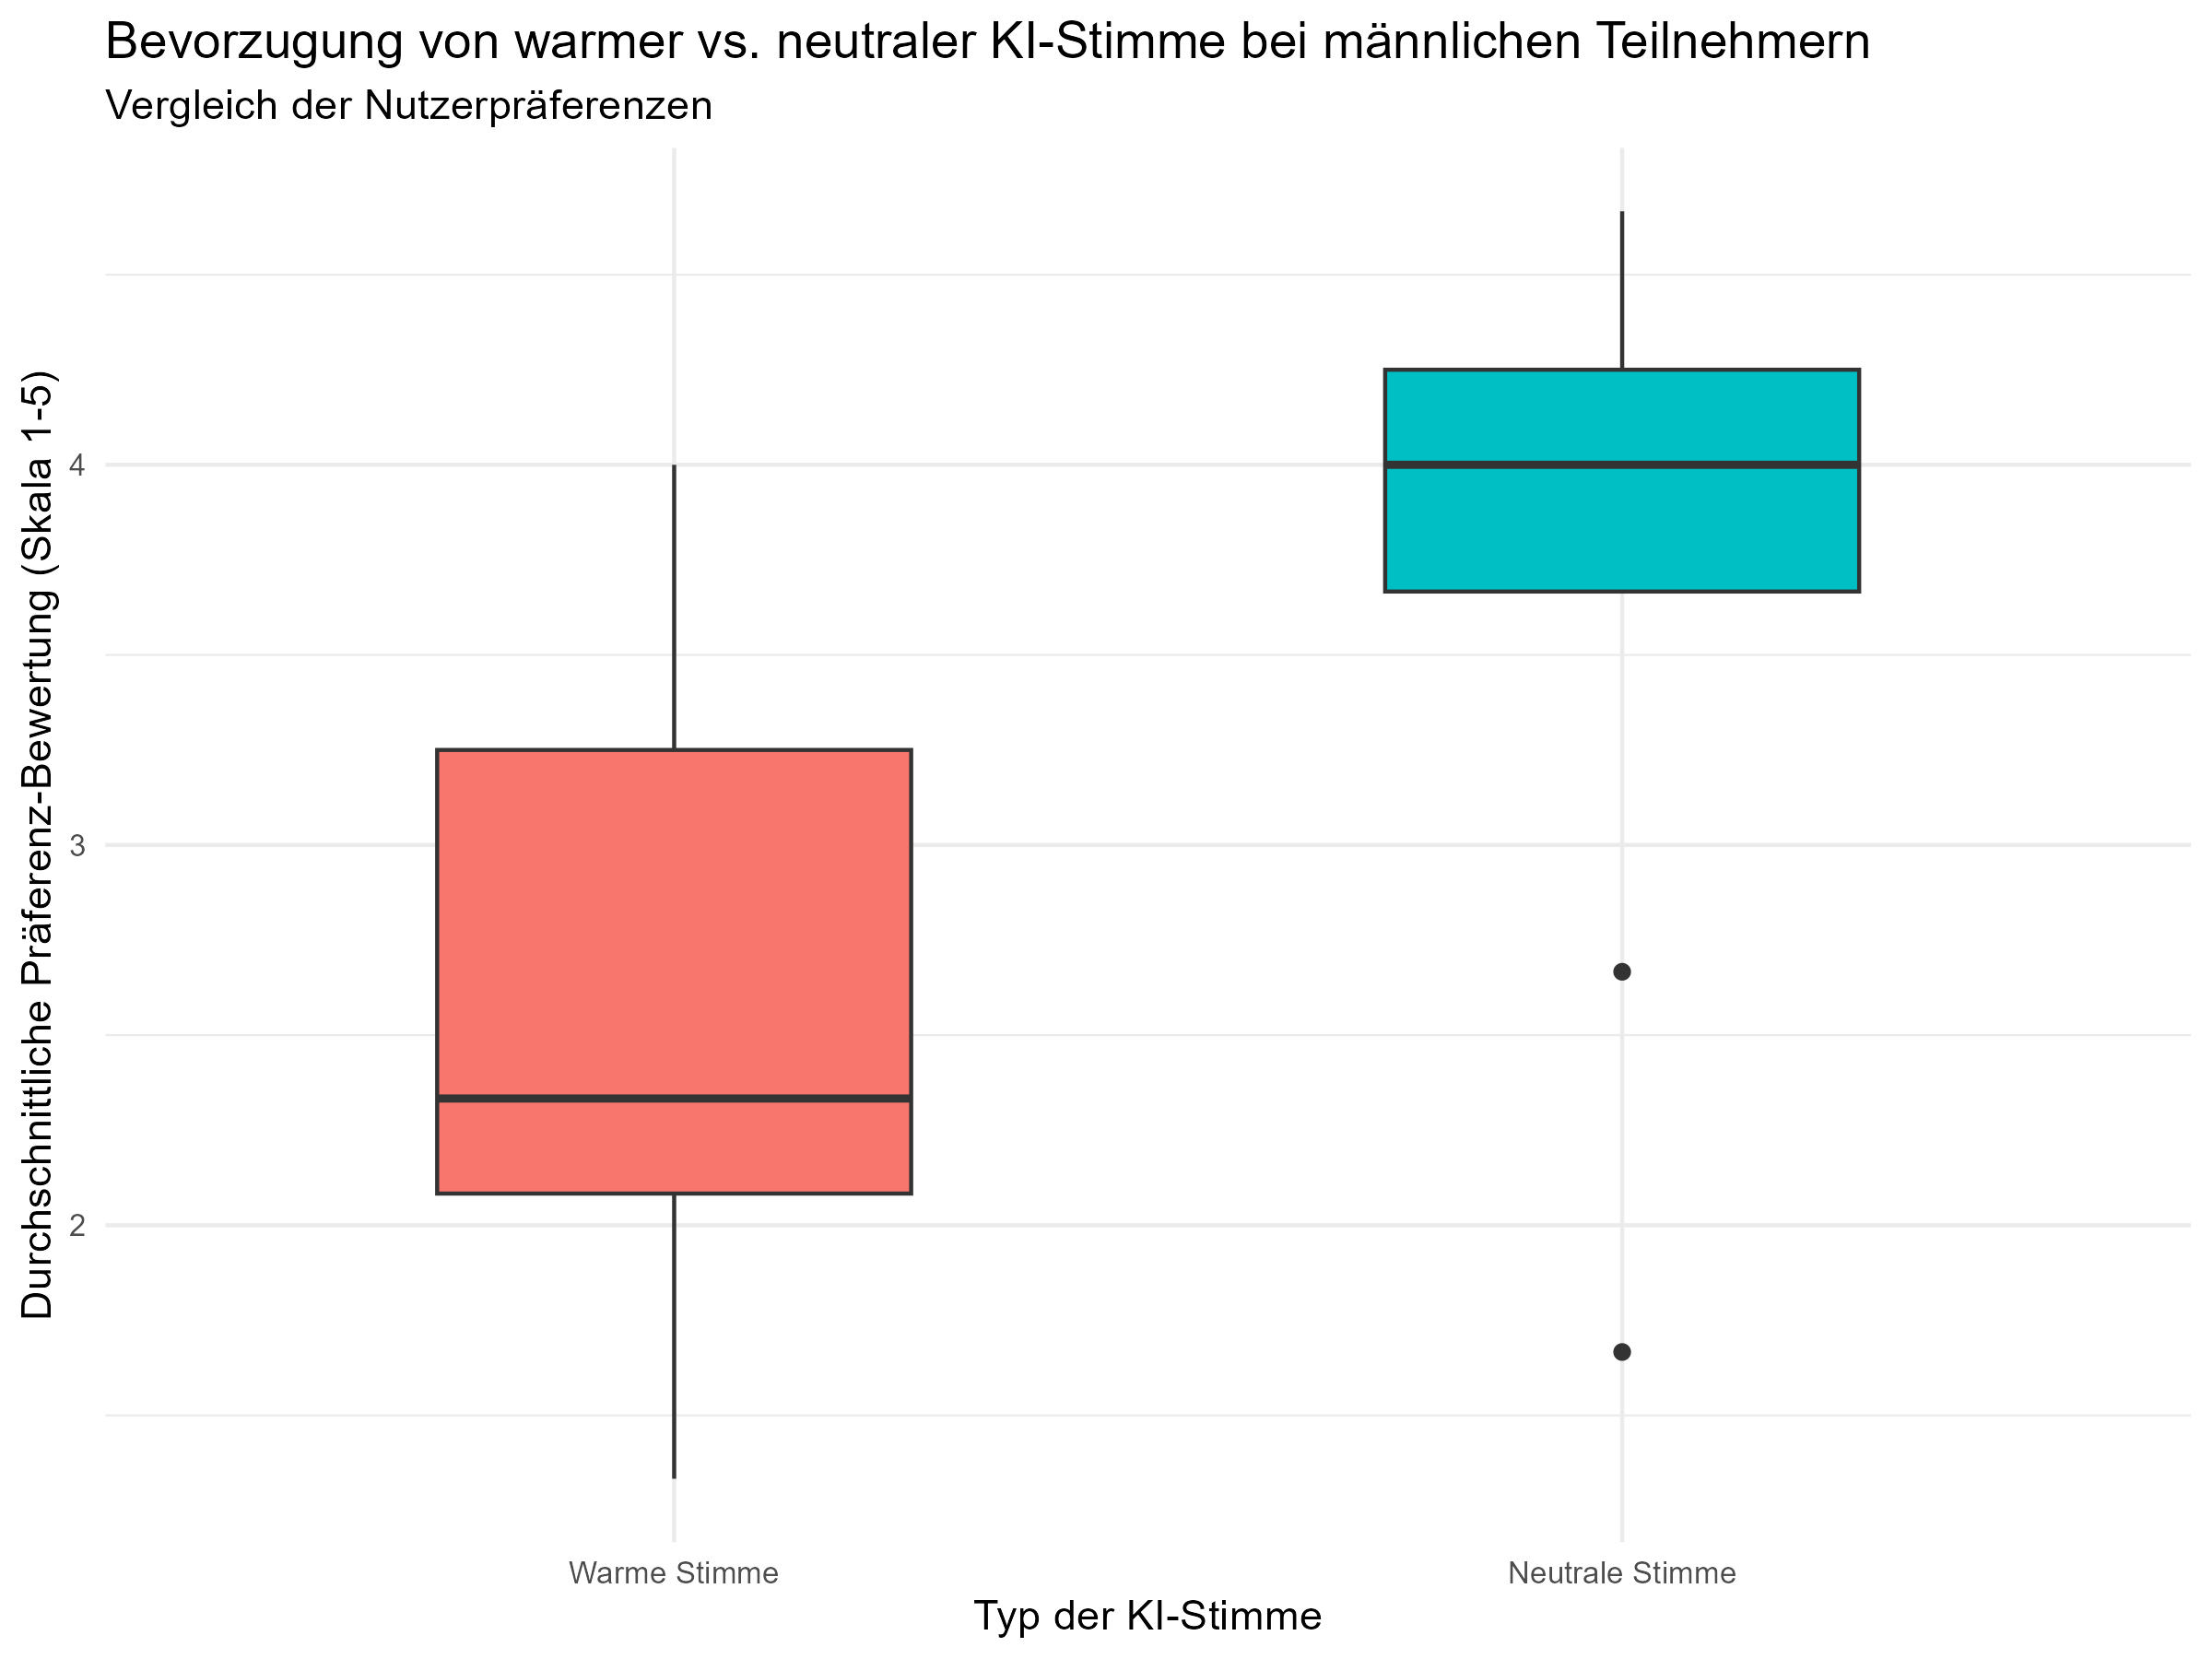 Bevorzugung von warmer vs. neutraler KI-Stimme bei männlichen Teilnehmern
Vergleich der Nutzerpräferenzen
Durchschnittliche Präferenz-Bewertung (Skala 1-5)
4
3
2
Warme Stimme
Neutrale Stimme
Typ der KI-Stimme